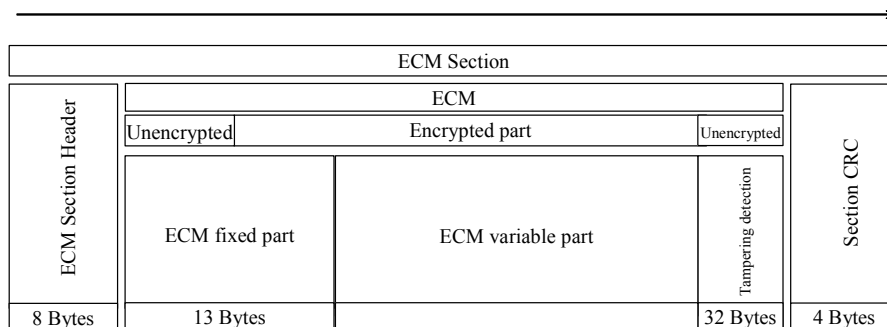 ECM Section
ECM Section Header
ECM
Unencrypted
Encrypted part
Unencrypted
ECM fixed part
ECM variable part
Tampering detection
Section CRC
8 Bytes
13 Bytes
32 Bytes
4 Bytes